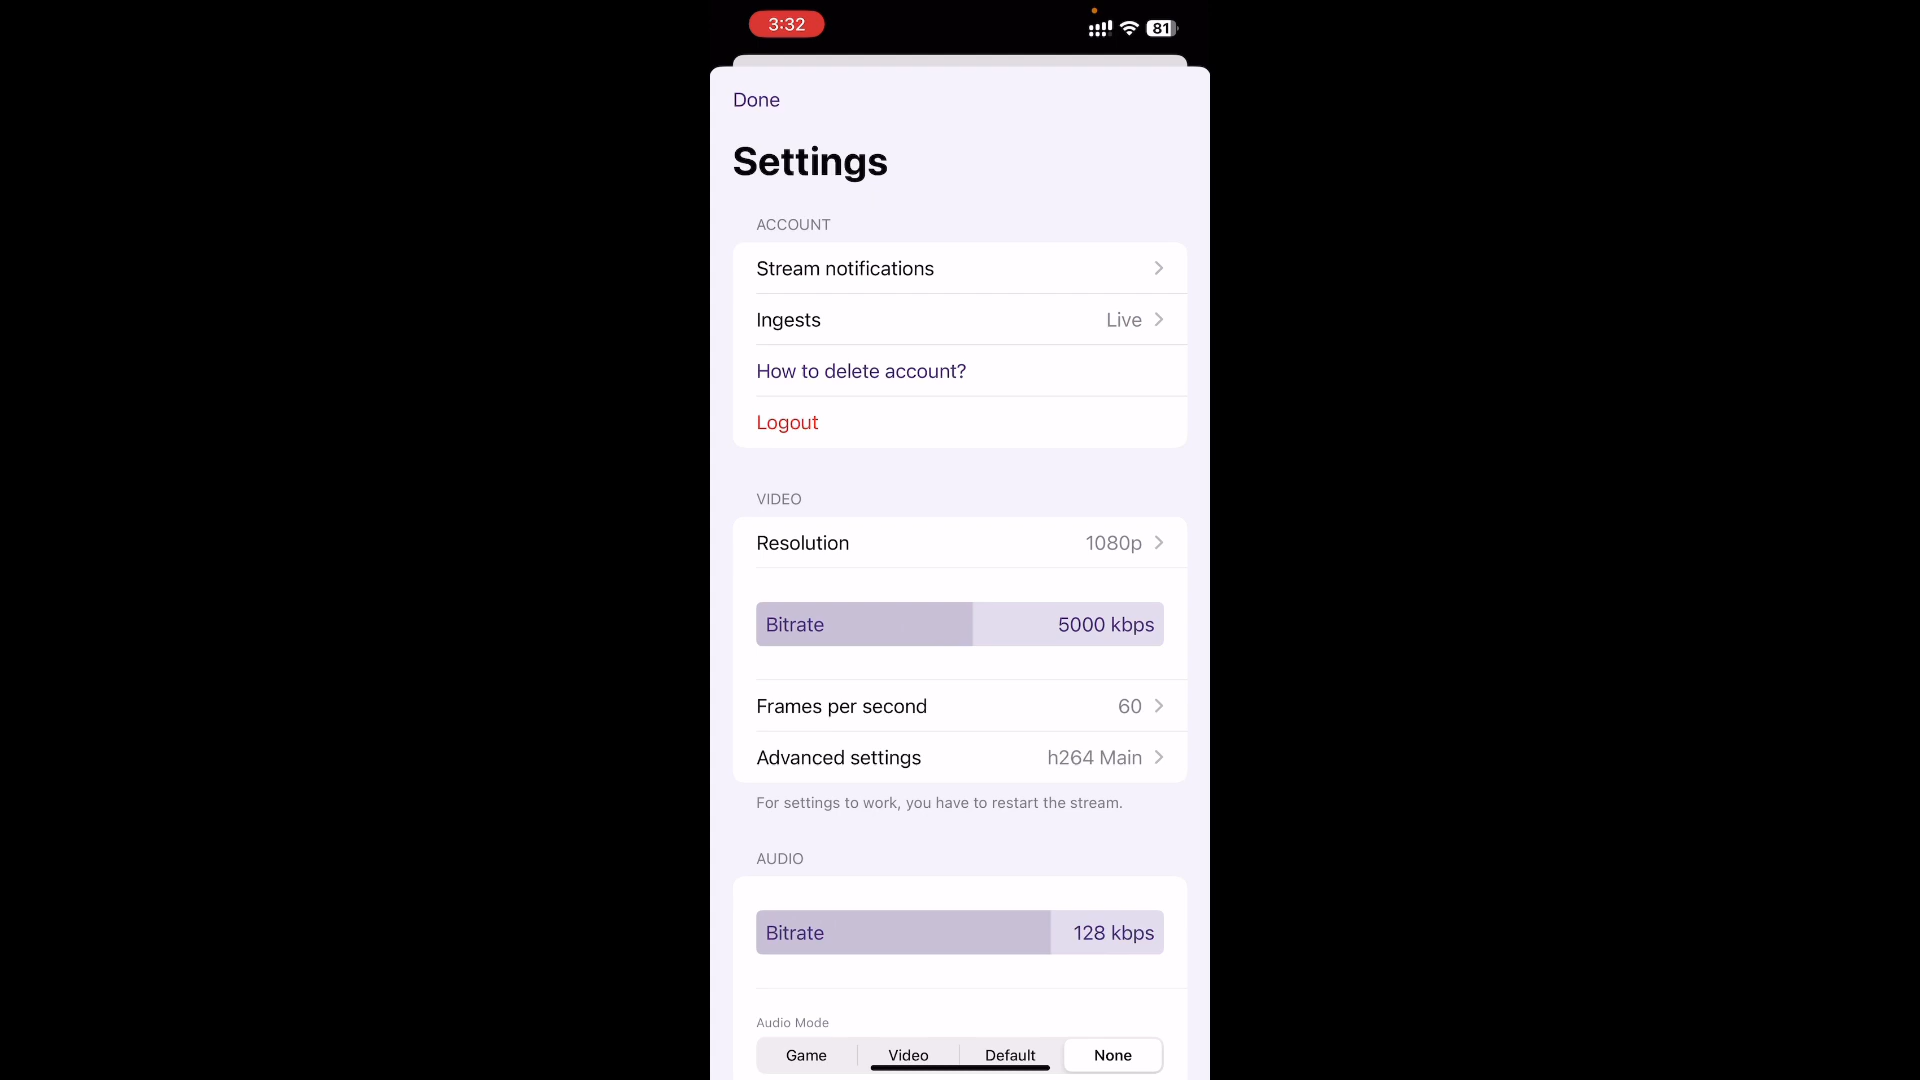 3:32
81
Done
Settings
ACCOUNT
Stream notifications
Ingests Live
How to delete account?
Logout
VIDEO
Resolution 1080p
Bitrate 5000 kbps
Frames per second 60
Advanced settings h264 Main
For settings to work, you have to restart the stream.
AUDIO
Bitrate 128 kbps
Audio Mode
Game Video Default None